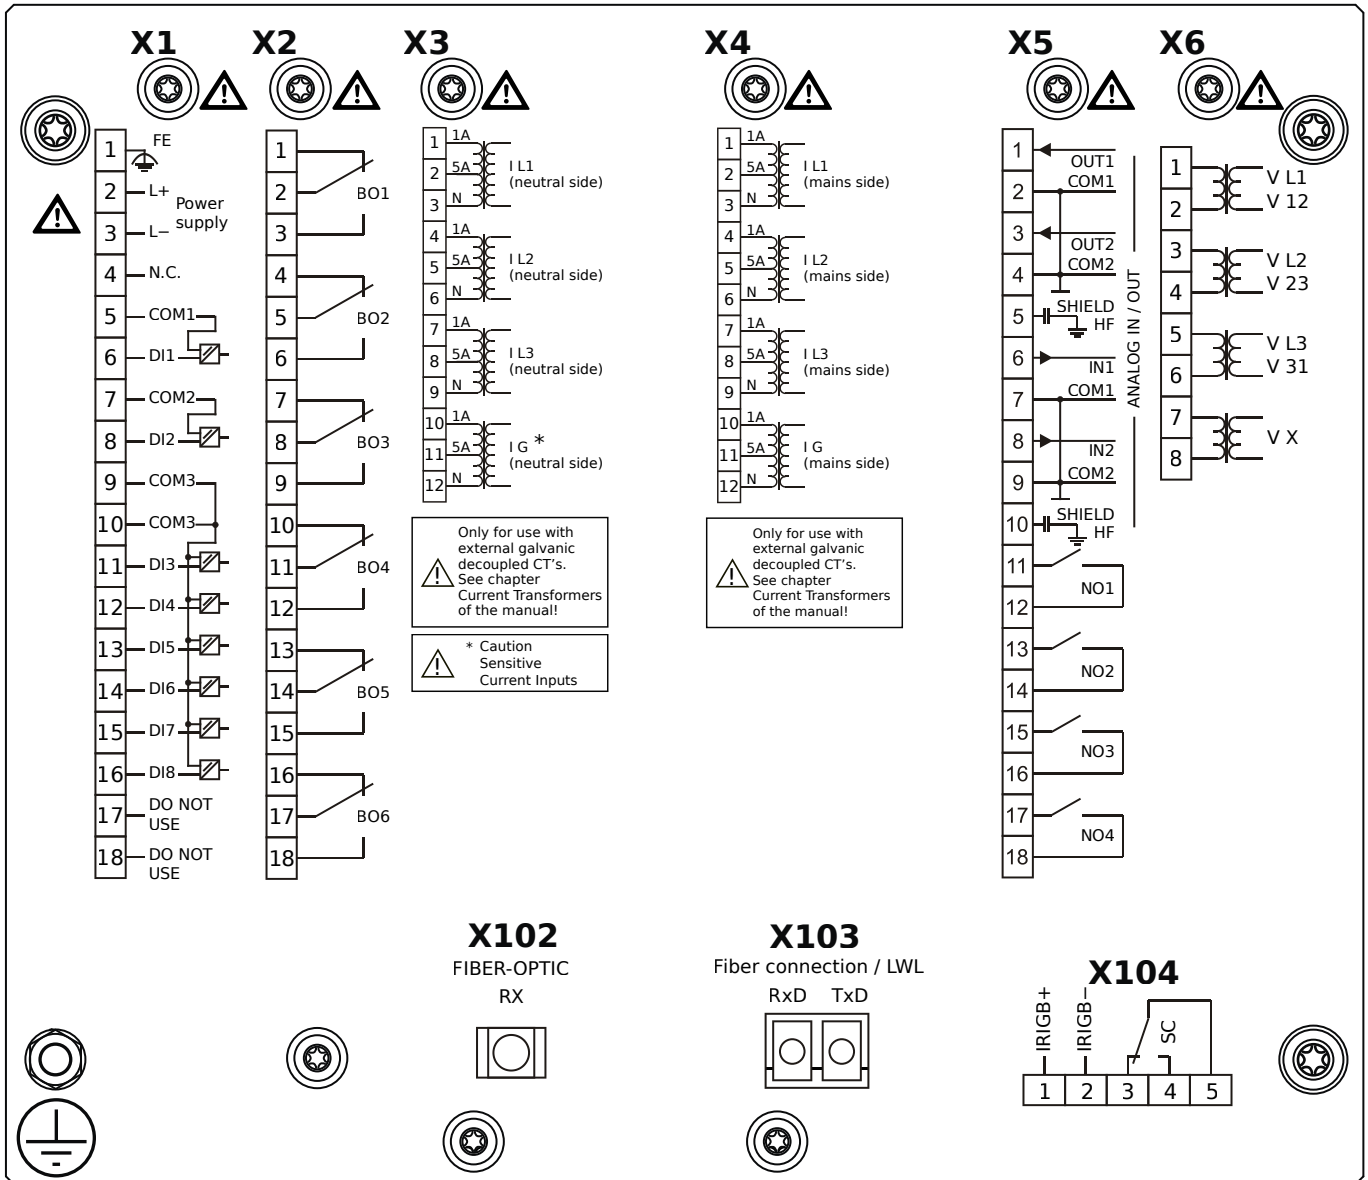 X1
1
FE
2
L+
Power
supply
3
L−
4
N.C.
5
COM1
6
DI1
7
COM2
8
DI2
9
COM3
10
COM3
11
DI3
12
DI4
13
DI5
14
DI6
15
DI7
16
DI8
17
DO NOT
USE
18
DO NOT
USE
X2
1
2
BO1
3
4
5
BO2
6
7
8
BO3
9
10
11
BO4
12
13
14
BO5
15
16
17
BO6
18
X3
1 1A
2 5A
3 N
I L1
(neutral side)
4 1A
5 5A
6 N
I L2
(neutral side)
7 1A
8 5A
9 N
I L3
(neutral side)
10 1A
11 5A
12 N
I G *
(neutral side)
Only for use with
external galvanic
decoupled CT's.
See chapter
Current Transformers
of the manual!
* Caution
Sensitive
Current Inputs
X4
1 1A
2 5A
3 N
I L1
(mains side)
4 1A
5 5A
6 N
I L2
(mains side)
7 1A
8 5A
9 N
I L3
(mains side)
10 1A
11 5A
12 N
I G
(mains side)
Only for use with
external galvanic
decoupled CT's.
See chapter
Current Transformers
of the manual!
X5
1
OUT1
2
COM1
3
OUT2
4
COM2
5
SHIELD
HF
6
IN1
7
COM1
8
IN2
9
COM2
10
SHIELD
HF
ANALOG IN / OUT
11
NO1
12
13
NO2
14
15
NO3
16
17
NO4
18
X6
1
V L1
2
V 12
3
V L2
4
V 23
5
V L3
6
V 31
7
V X
8
X102
FIBER-OPTIC
RX
X103
Fiber connection / LWL
RxD TxD
X104
IRIGB+
IRIGB−
SC
1 2 3 4 5